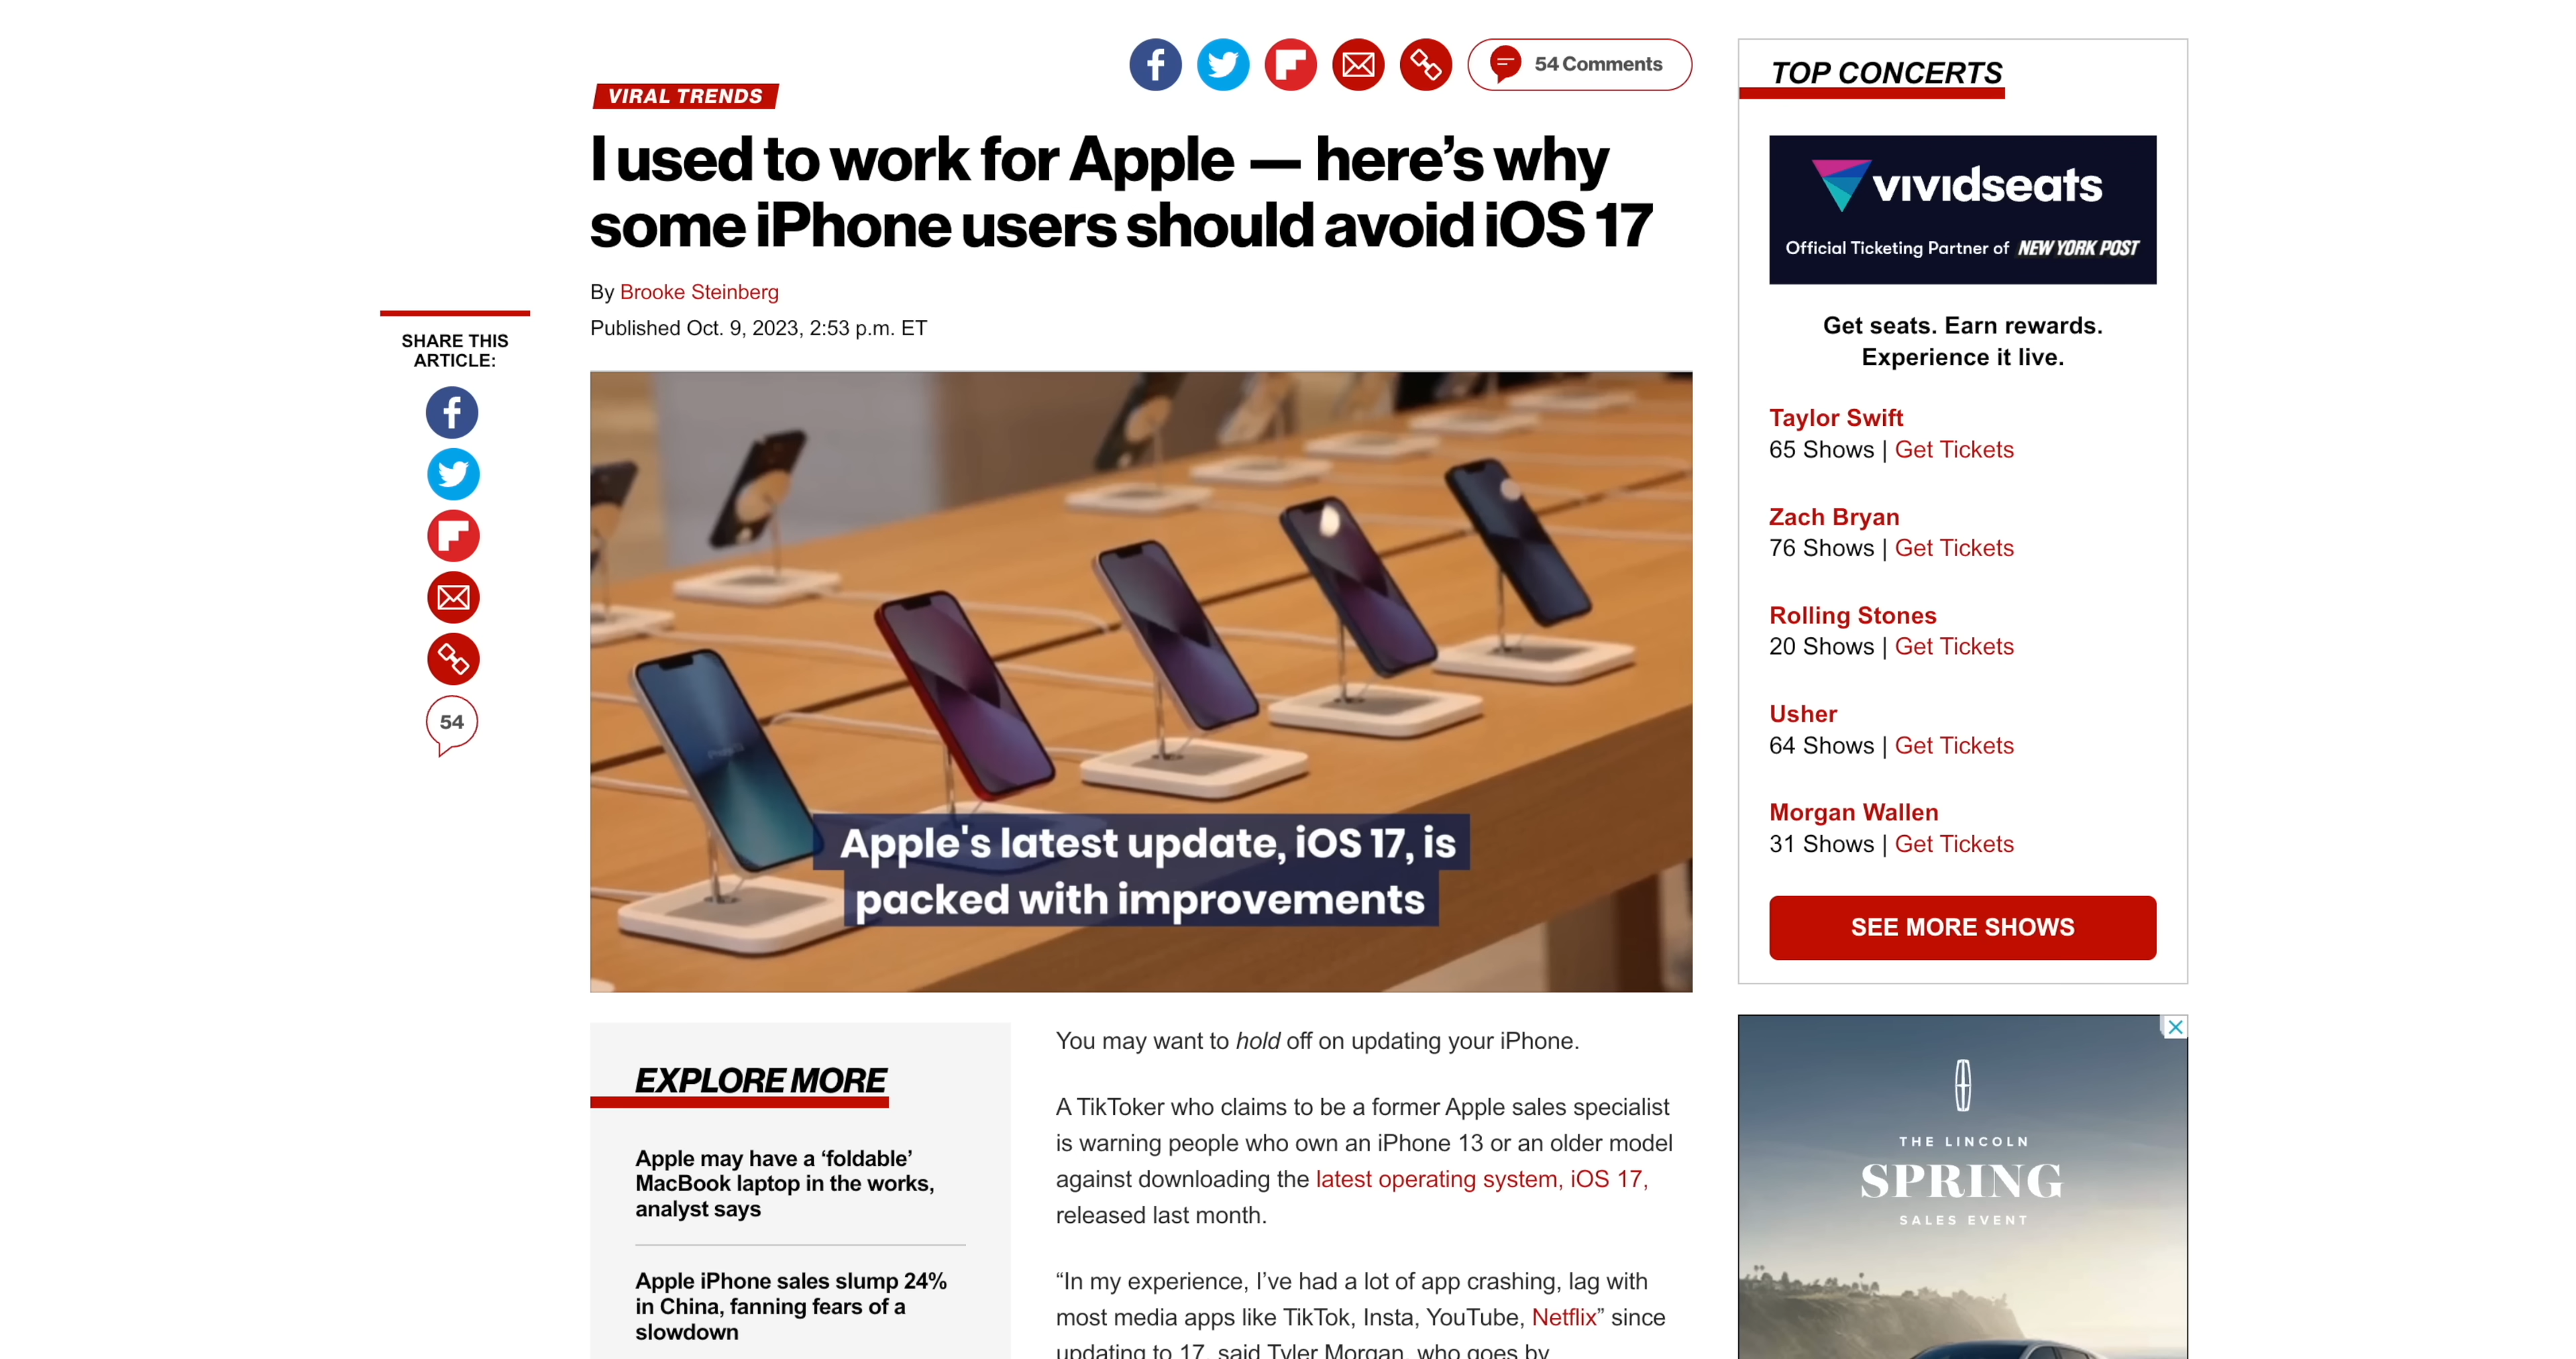 54 Comments
VIRAL TRENDS
I used to work for Apple — here’s why
some iPhone users should avoid iOS 17
By Brooke Steinberg
Published Oct. 9, 2023, 2:53 p.m. ET
SHARE THIS
ARTICLE:
54
Apple's latest update, iOS 17, is
packed with improvements
EXPLORE MORE
Apple may have a ‘foldable’
MacBook laptop in the works,
analyst says
Apple iPhone sales slump 24%
in China, fanning fears of a
slowdown
You may want to hold off on updating your iPhone.
A TikToker who claims to be a former Apple sales specialist
is warning people who own an iPhone 13 or an older model
against downloading the latest operating system, iOS 17,
released last month.
“In my experience, I’ve had a lot of app crashing, lag with
most media apps like TikTok, Insta, YouTube, Netflix” since
updating to 17, said Tyler Morgan, who goes by
TOP CONCERTS
vividseats
Official Ticketing Partner of NEW YORK POST
Get seats. Earn rewards.
Experience it live.
Taylor Swift
65 Shows | Get Tickets
Zach Bryan
76 Shows | Get Tickets
Rolling Stones
20 Shows | Get Tickets
Usher
64 Shows | Get Tickets
Morgan Wallen
31 Shows | Get Tickets
SEE MORE SHOWS
THE LINCOLN
SPRING
SALES EVENT